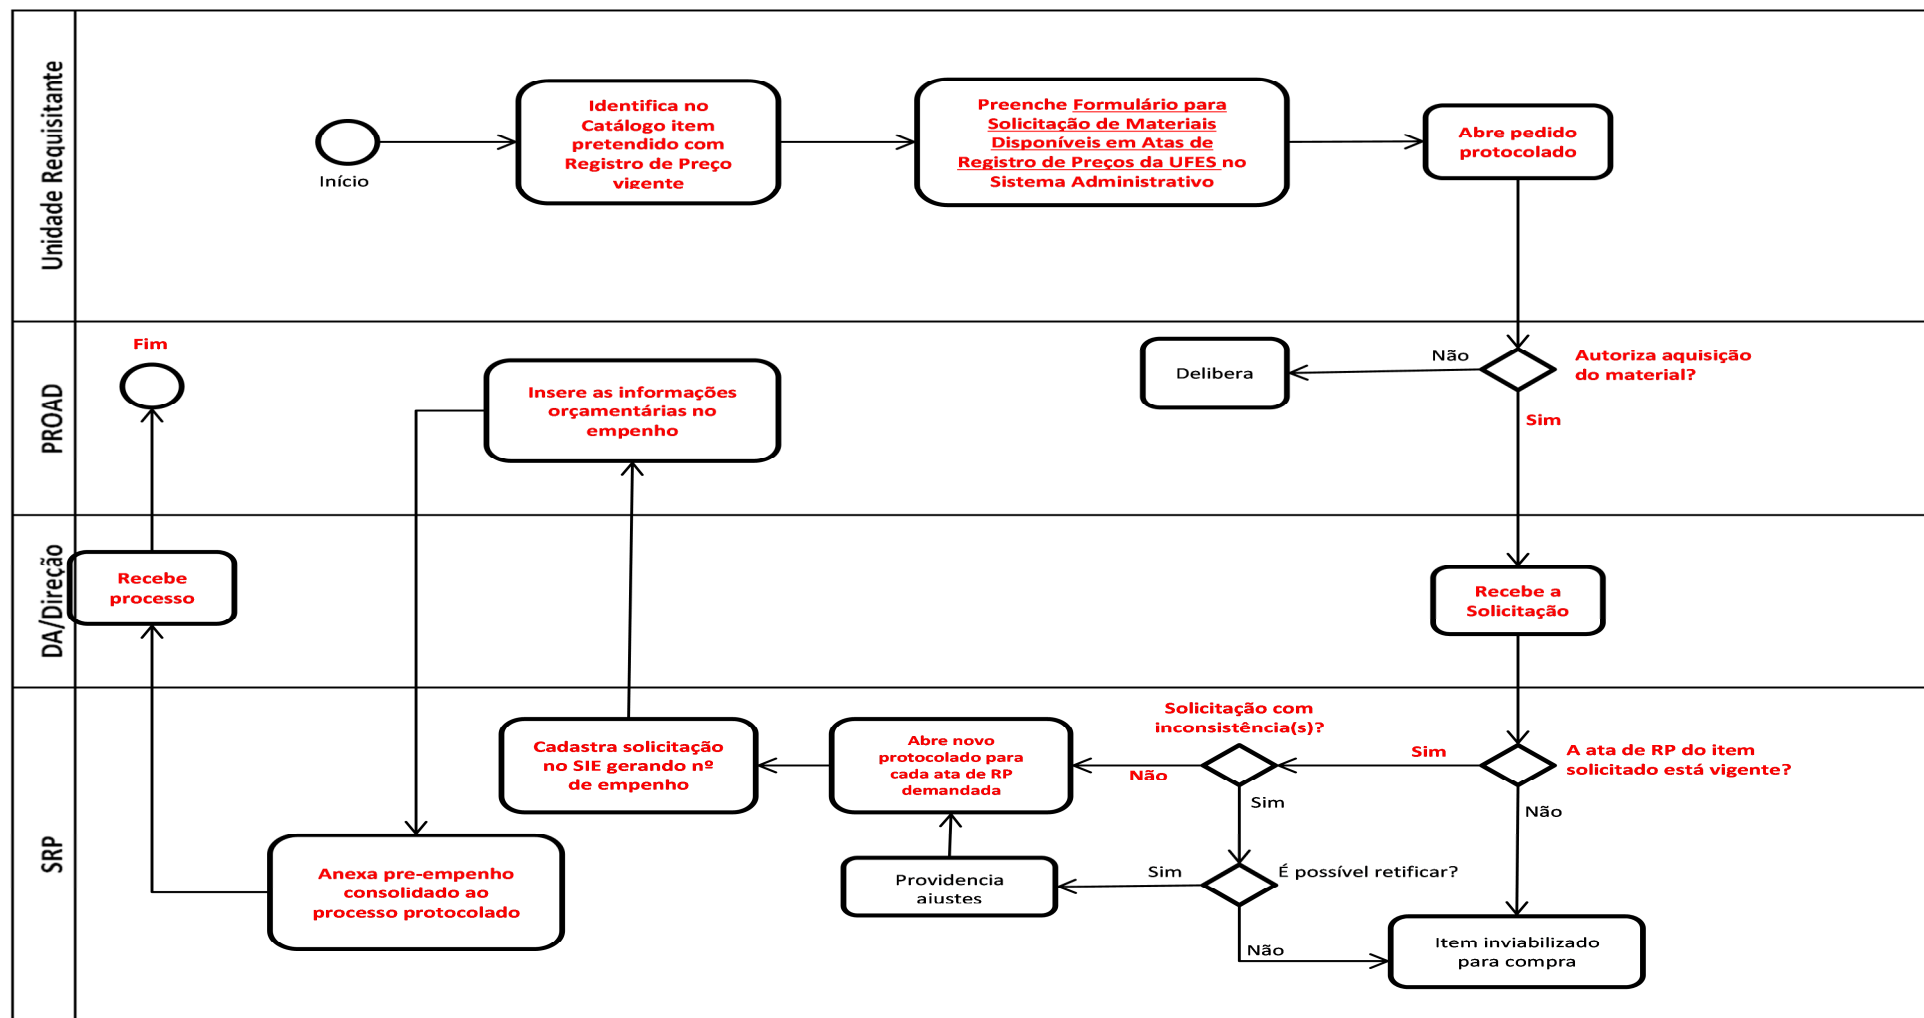 Unidade Requisitante
Início
Identifica no
Catálogo item
pretendido com
Registro de Preço
vigente
Preenche Formulário para
Solicitação de Materiais
Disponíveis em Atas de
Registro de Preços da UFES no
Sistema Administrativo
Abre pedido
protocolado
PROAD
Fim
Insere as informações
orçamentárias no
empenho
Delibera
Não
Autoriza aquisição
do material?
Sim
DA/Direção
Recebe
processo
Recebe a
Solicitação
SRP
Cadastra solicitação
no SIE gerando nº
de empenho
Abre novo
protocolado para
cada ata de RP
demandada
Solicitação com
inconsistência(s)?
Não
Sim
A ata de RP do item
solicitado está vigente?
Sim
Não
Anexa pre-empenho
consolidado ao
processo protocolado
Providencia
ajustes
Sim
É possível retificar?
Não
Item inviabilizado
para compra